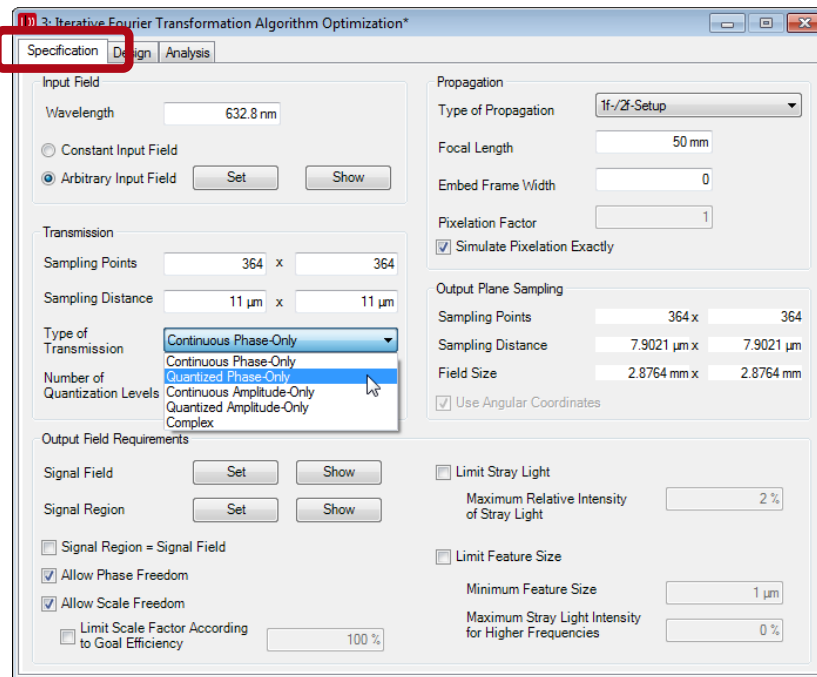 3: Iterative Fourier Transformation Algorithm Optimization*
Specification Design Analysis
Input Field
Wavelength 632.8 nm
Constant Input Field
Arbitrary Input Field Set Show
Transmission
Sampling Points 364 x 364
Sampling Distance 11 µm x 11 µm
Type of
Transmission
Continuous Phase-Only
Continuous Phase-Only
Quantized Phase-Only
Continuous Amplitude-Only
Quantized Amplitude-Only
Complex
Number of
Quantization Levels
Propagation
Type of Propagation 1f-/2f-Setup
Focal Length 50 mm
Embed Frame Width 0
Pixelation Factor 1
Simulate Pixelation Exactly
Output Plane Sampling
Sampling Points 364 x 364
Sampling Distance 7.9021 µm x 7.9021 µm
Field Size 2.8764 mm x 2.8764 mm
Use Angular Coordinates
Output Field Requirements
Signal Field Set Show
Signal Region Set Show
Signal Region = Signal Field
Allow Phase Freedom
Allow Scale Freedom
Limit Scale Factor According
to Goal Efficiency 100 %
Limit Stray Light
Maximum Relative Intensity
of Stray Light 2 %
Limit Feature Size
Minimum Feature Size 1 µm
Maximum Stray Light Intensity
for Higher Frequencies 0 %